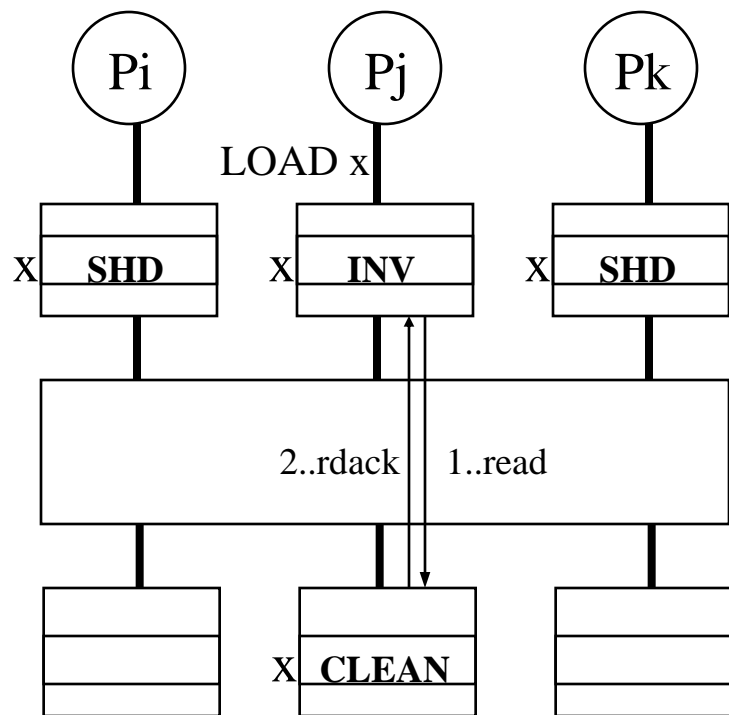 Pi Pj Pk
LOAD x
X SHD X INV X SHD
2..rdack 1..read
X CLEAN